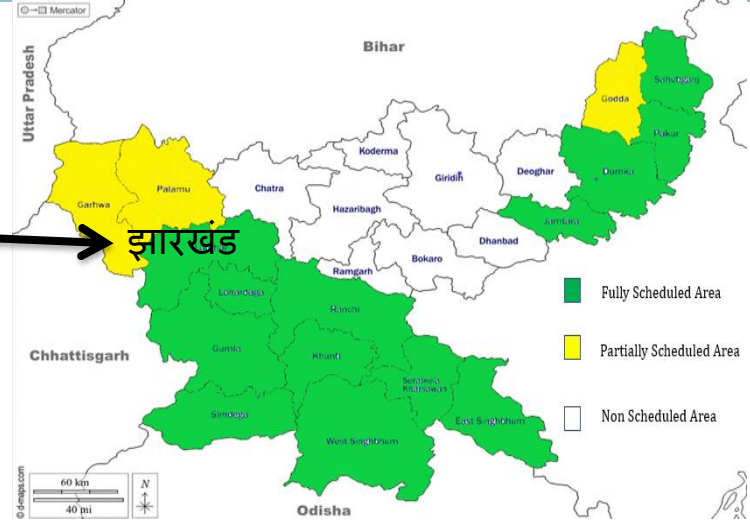 Mercator
Bihar
Uttar Pradesh
Sahebganj
Godda
Pakur
Koderma
Dumka
Giridih
Deoghar
Garhwa
Palamu
Chatra
Hazaribagh
Jamtara
झारखंड
Dhanbad
Bokaro
Ramgarh
Lohardaga
Ranchi
Fully Scheduled Area
Gumla
Khunti
Chhattisgarh
Partially Scheduled Area
Simdega
Seraikela
Kharsawan
East Singhbhum
Non Scheduled Area
West Singhbhum
60 km
40 mi
N
Odisha
© d-maps.com